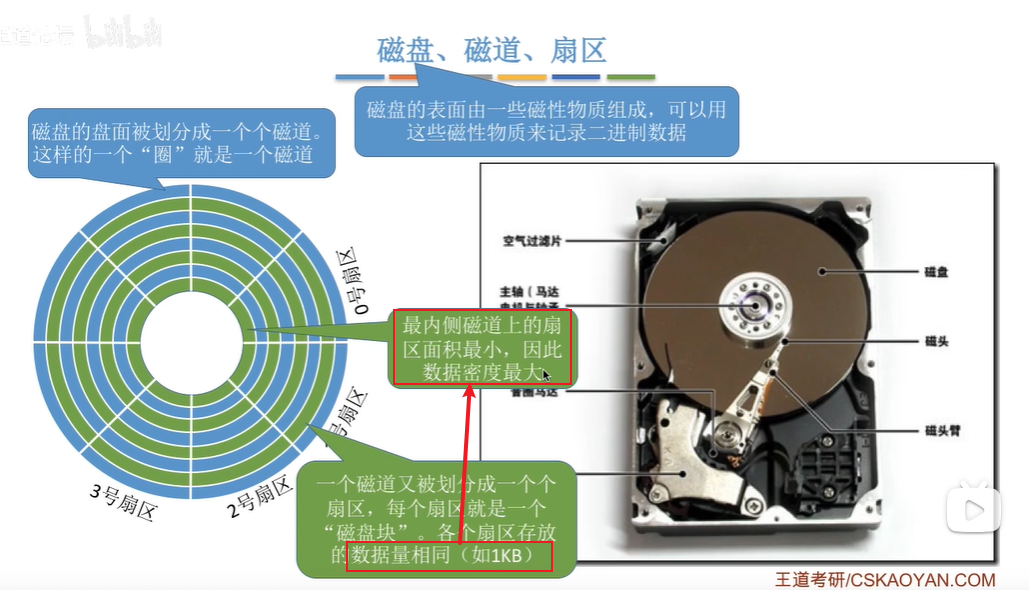 磁盘、磁道、扇区
磁盘的表面由一些磁性物质组成，可以用
这些磁性物质来记录二进制数据
磁盘的盘面被划分成一个个磁道。
这样的一个“圈”就是一个磁道
0号扇区
号扇区
2号扇区
3号扇区
最内侧磁道上的扇
区面积最小，因此
数据密度最大
一个磁道又被划分成一个个
扇区，每个扇区就是一个
“磁盘块”。各个扇区存放
的数据量相同（如1KB）
空气过滤片
主轴（马达
音圈马达
磁盘
磁头
磁头臂
bilibili
王道考研/CSKAOYAN.COM